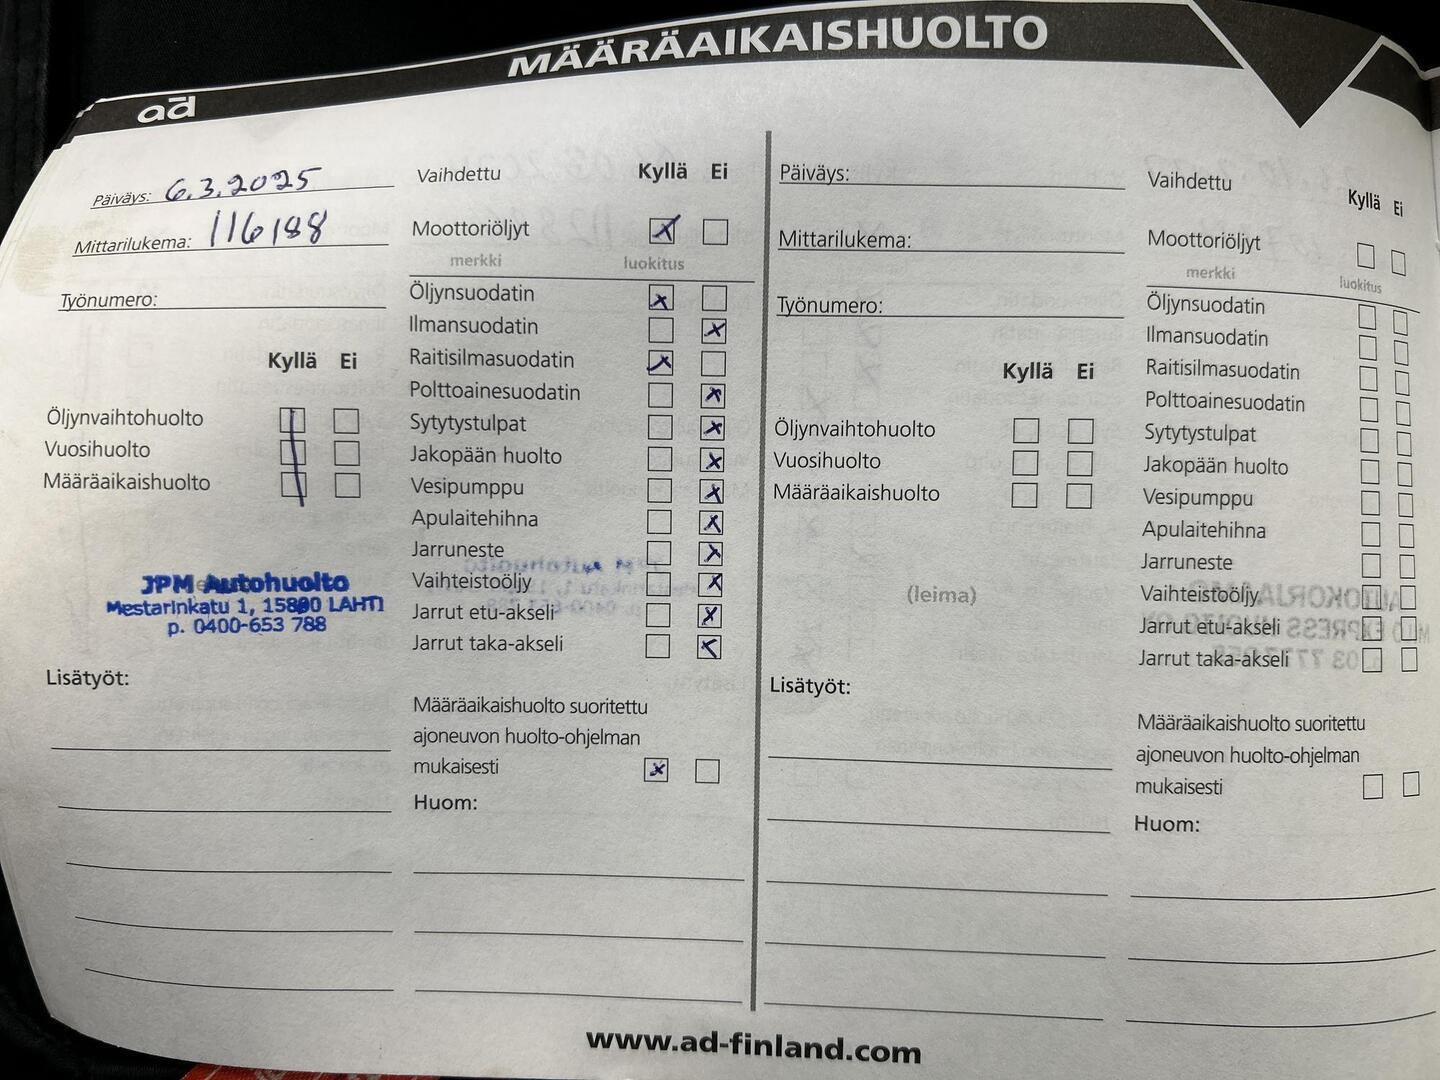 MÄÄRÄAIKAISHUOLTO
ad
Päiväys: 6.3.2025
Mittarilukema: 116188
Työnumero:
Kyllä Ei
Öljynvaihtohuolto
Vuosihuolto
Määräaikaishuolto
JPM Autohuolto
Mestarinkatu 1, 15800 LAHTI
p. 0400-653 788
Lisätyöt:
Vaihdettu Kyllä Ei
Moottoriöljyt
merkki luokitus
Öljynsuodatin
Ilmansuodatin
Raitisilmasuodatin
Polttoainesuodatin
Sytytystulpat
Jakopään huolto
Vesipumppu
Apulaitehihna
Jarruneste
Vaihteistoöljy
Jarrut etu-akseli
Jarrut taka-akseli
Määräaikaishuolto suoritettu
ajoneuvon huolto-ohjelman
mukaisesti
Huom:
Päiväys:
Mittarilukema:
Työnumero:
Kyllä Ei
Öljynvaihtohuolto
Vuosihuolto
Määräaikaishuolto
(leima)
Lisätyöt:
Vaihdettu Kyllä Ei
Moottoriöljyt
merkki luokitus
Öljynsuodatin
Ilmansuodatin
Raitisilmasuodatin
Polttoainesuodatin
Sytytystulpat
Jakopään huolto
Vesipumppu
Apulaitehihna
Jarruneste
Vaihteistoöljy
Jarrut etu-akseli
Jarrut taka-akseli
Määräaikaishuolto suoritettu
ajoneuvon huolto-ohjelman
mukaisesti
Huom:
www.ad-finland.com